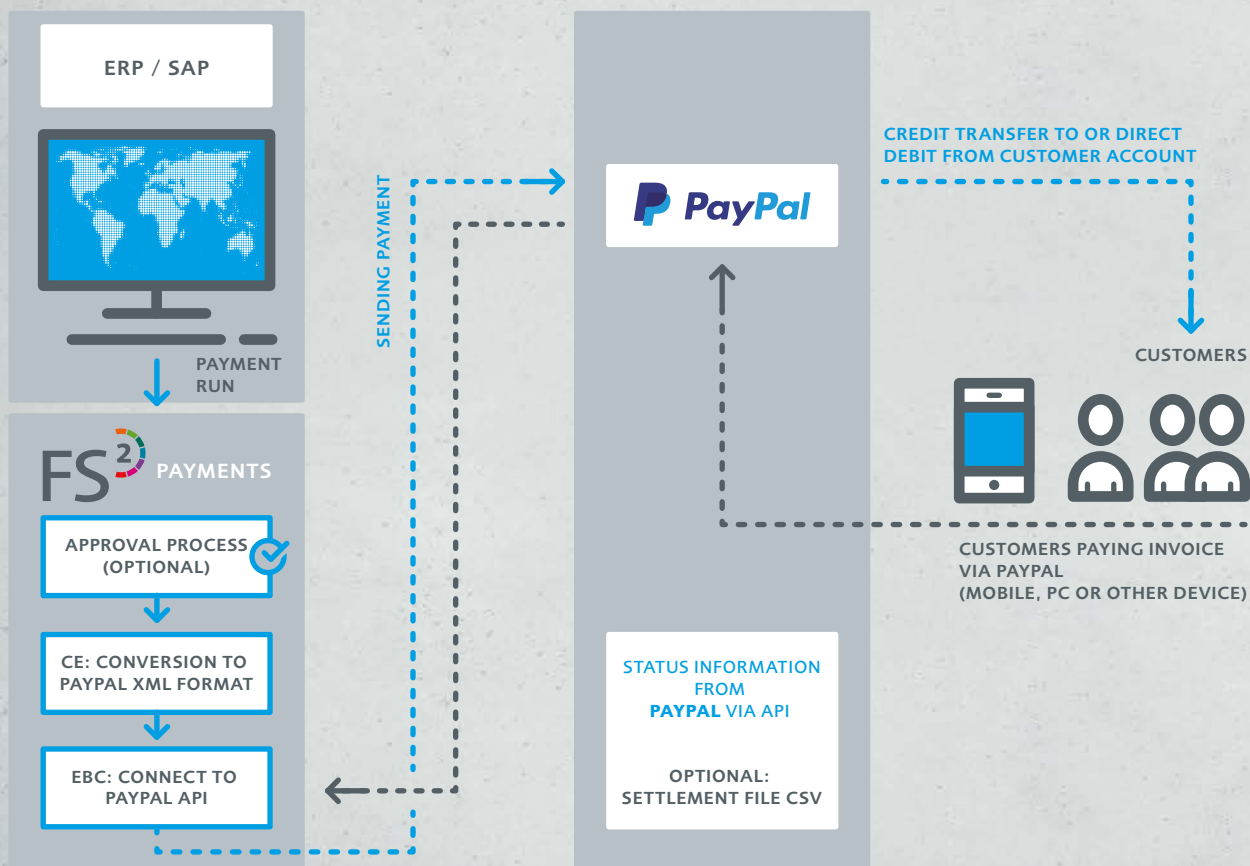 ERP / SAP
PAYMENT
RUN
FS² PAYMENTS
APPROVAL PROCESS
(OPTIONAL)
CE: CONVERSION TO
PAYPAL XML FORMAT
EBC: CONNECT TO
PAYPAL API
SENDING PAYMENT
PayPal
STATUS INFORMATION
FROM
PAYPAL VIA API
OPTIONAL:
SETTLEMENT FILE CSV
CREDIT TRANSFER TO OR DIRECT
DEBIT FROM CUSTOMER ACCOUNT
CUSTOMERS
CUSTOMERS PAYING INVOICE
VIA PAYPAL
(MOBILE, PC OR OTHER DEVICE)